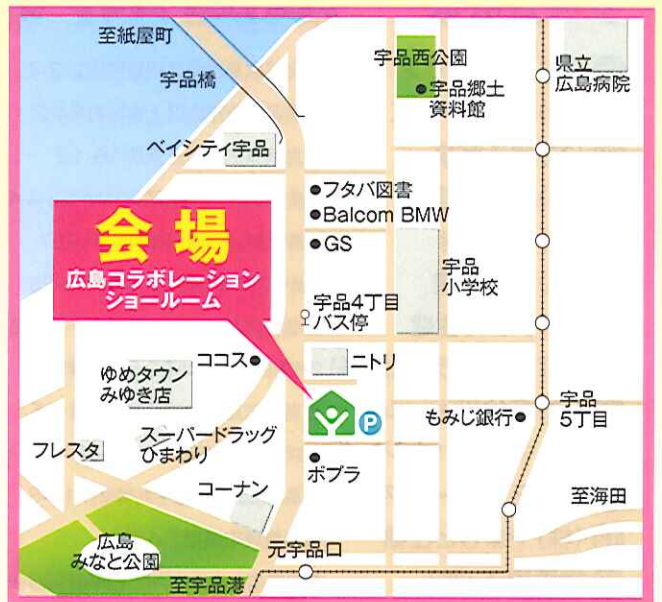 至紙屋町
宇品橋
ベイシティ宇品
宇品西公園
宇品郷土
資料館
県立
広島病院
フタバ図書
Balcom BMW
GS
会場
広島コラボレーション
ショールーム
宇品
小学校
宇品4丁目
バス停
ココス
ニトリ
ゆめタウン
みゆき店
P
もみじ銀行
宇品
5丁目
スーパードラッグ
ひまわり
フレスタ
ポプラ
コーナン
至海田
広島
みなと公園
元宇品口
至宇品港